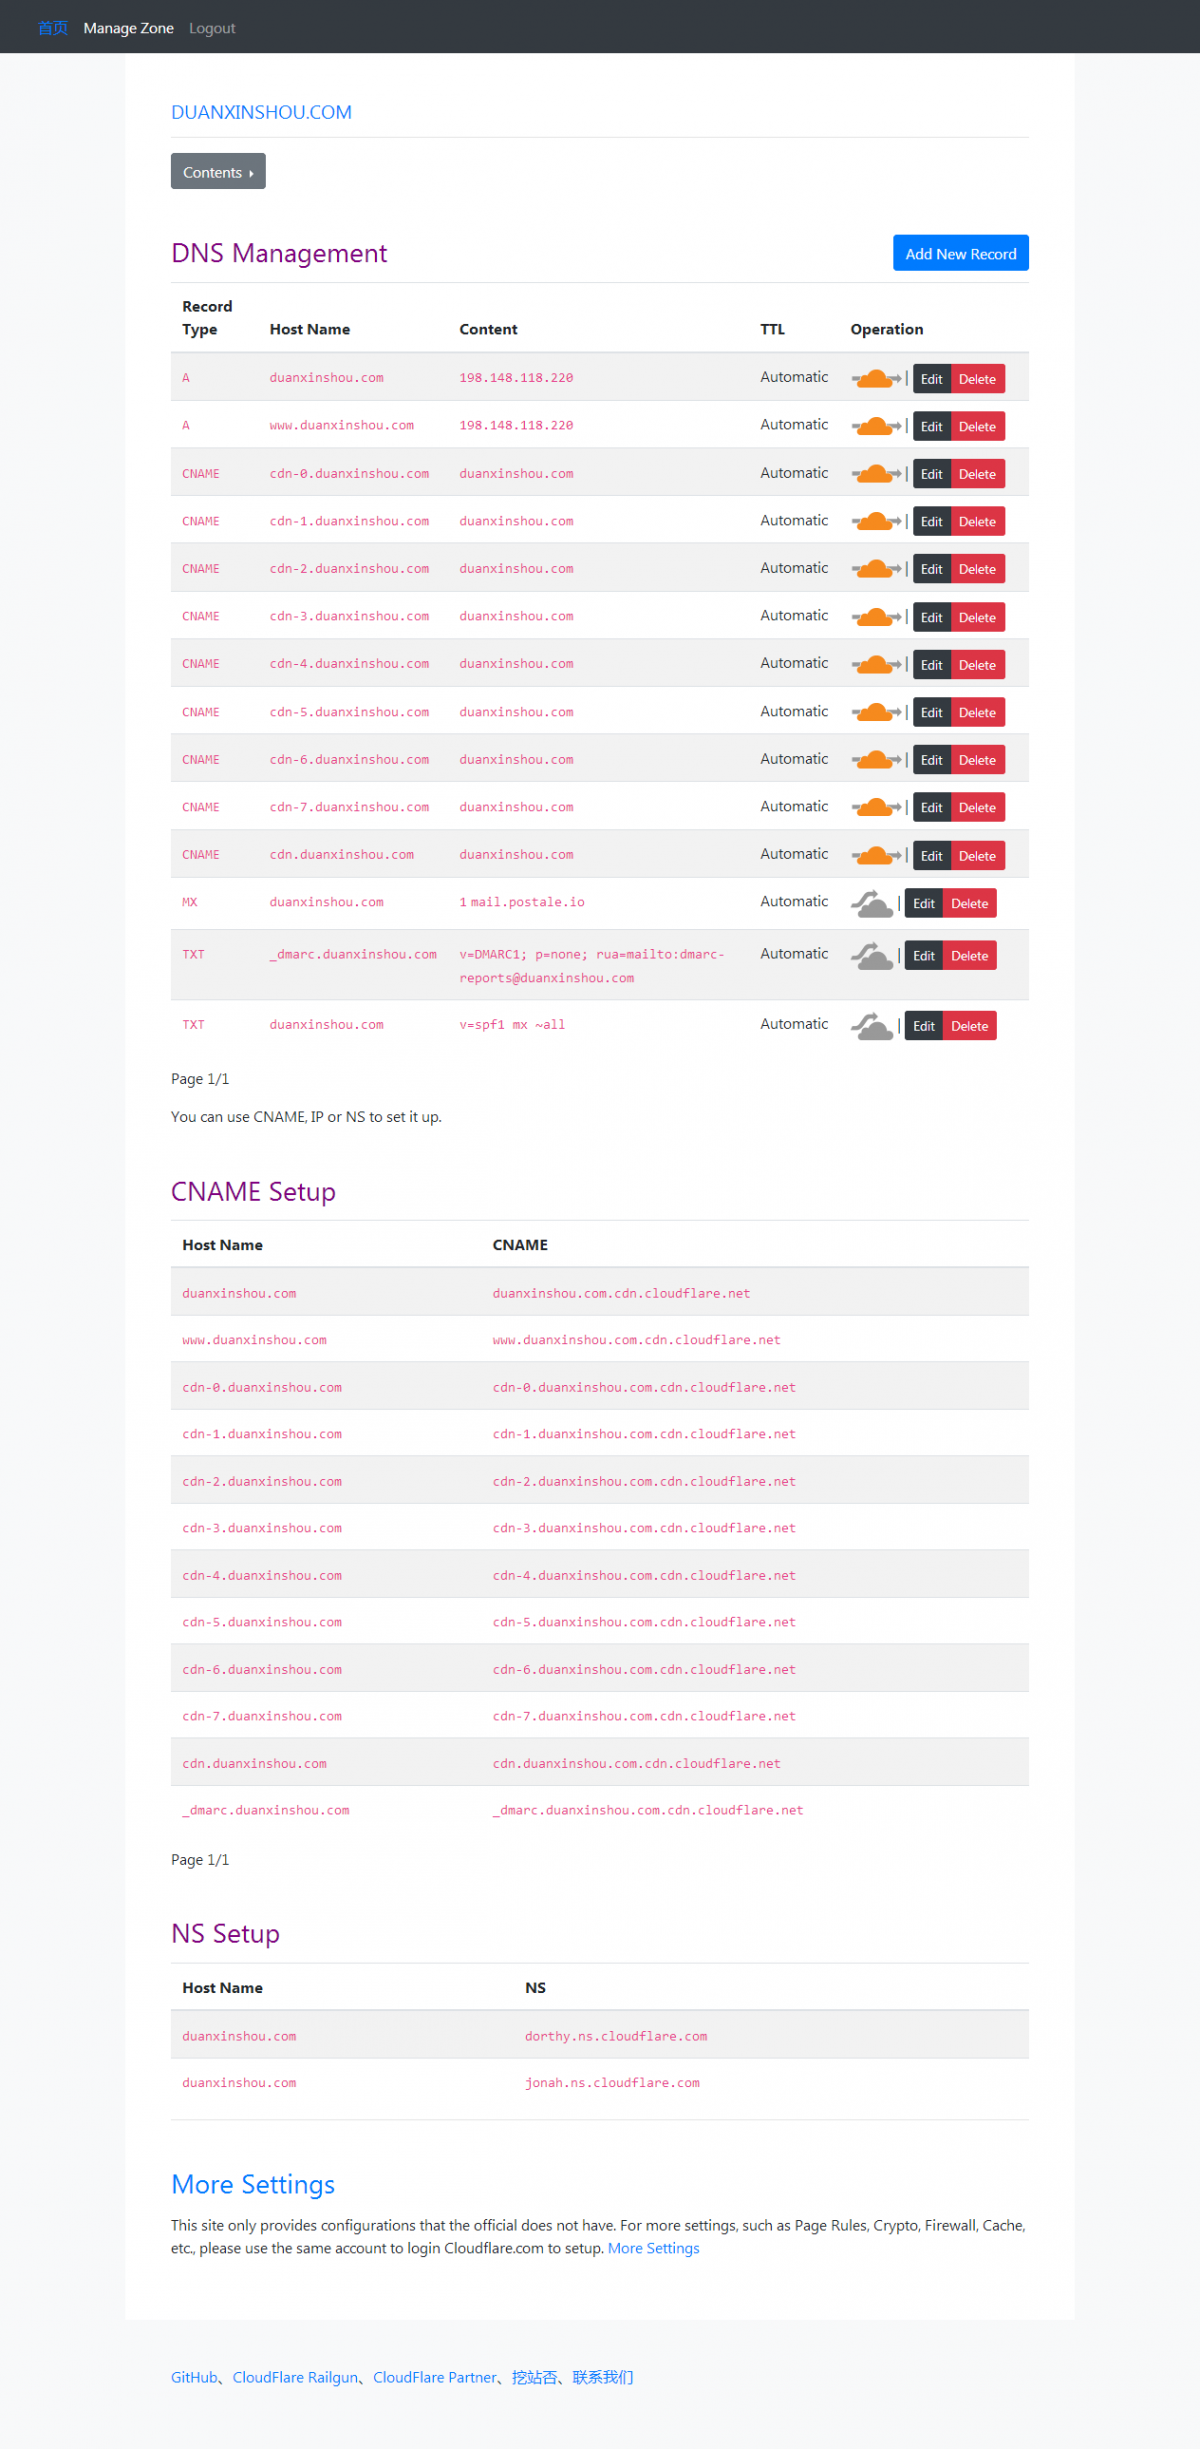 首页 Manage Zone Logout
DUANXINSHOU.COM
Contents
DNS Management Add New Record
Record Type Host Name Content TTL Operation
A duanxinshou.com 198.148.118.220 Automatic | Edit Delete
A www.duanxinshou.com 198.148.118.220 Automatic | Edit Delete
CNAME cdn-0.duanxinshou.com duanxinshou.com Automatic | Edit Delete
CNAME cdn-1.duanxinshou.com duanxinshou.com Automatic | Edit Delete
CNAME cdn-2.duanxinshou.com duanxinshou.com Automatic | Edit Delete
CNAME cdn-3.duanxinshou.com duanxinshou.com Automatic | Edit Delete
CNAME cdn-4.duanxinshou.com duanxinshou.com Automatic | Edit Delete
CNAME cdn-5.duanxinshou.com duanxinshou.com Automatic | Edit Delete
CNAME cdn-6.duanxinshou.com duanxinshou.com Automatic | Edit Delete
CNAME cdn-7.duanxinshou.com duanxinshou.com Automatic | Edit Delete
CNAME cdn.duanxinshou.com duanxinshou.com Automatic | Edit Delete
MX duanxinshou.com 1 mail.postale.io Automatic | Edit Delete
TXT _dmarc.duanxinshou.com v=DMARC1; p=none; rua=mailto:dmarc- Automatic | Edit Delete
reports@duanxinshou.com
TXT duanxinshou.com v=spf1 mx ~all Automatic | Edit Delete
Page 1/1
You can use CNAME, IP or NS to set it up.
CNAME Setup
Host Name CNAME
duanxinshou.com duanxinshou.com.cdn.cloudflare.net
www.duanxinshou.com www.duanxinshou.com.cdn.cloudflare.net
cdn-0.duanxinshou.com cdn-0.duanxinshou.com.cdn.cloudflare.net
cdn-1.duanxinshou.com cdn-1.duanxinshou.com.cdn.cloudflare.net
cdn-2.duanxinshou.com cdn-2.duanxinshou.com.cdn.cloudflare.net
cdn-3.duanxinshou.com cdn-3.duanxinshou.com.cdn.cloudflare.net
cdn-4.duanxinshou.com cdn-4.duanxinshou.com.cdn.cloudflare.net
cdn-5.duanxinshou.com cdn-5.duanxinshou.com.cdn.cloudflare.net
cdn-6.duanxinshou.com cdn-6.duanxinshou.com.cdn.cloudflare.net
cdn-7.duanxinshou.com cdn-7.duanxinshou.com.cdn.cloudflare.net
cdn.duanxinshou.com cdn.duanxinshou.com.cdn.cloudflare.net
_dmarc.duanxinshou.com _dmarc.duanxinshou.com.cdn.cloudflare.net
Page 1/1
NS Setup
Host Name NS
duanxinshou.com dorthy.ns.cloudflare.com
duanxinshou.com jonah.ns.cloudflare.com
More Settings
This site only provides configurations that the official does not have. For more settings, such as Page Rules, Crypto, Firewall, Cache,
etc., please use the same account to login Cloudflare.com to setup. More Settings
GitHub、CloudFlare Railgun、CloudFlare Partner、挖站否、联系我们